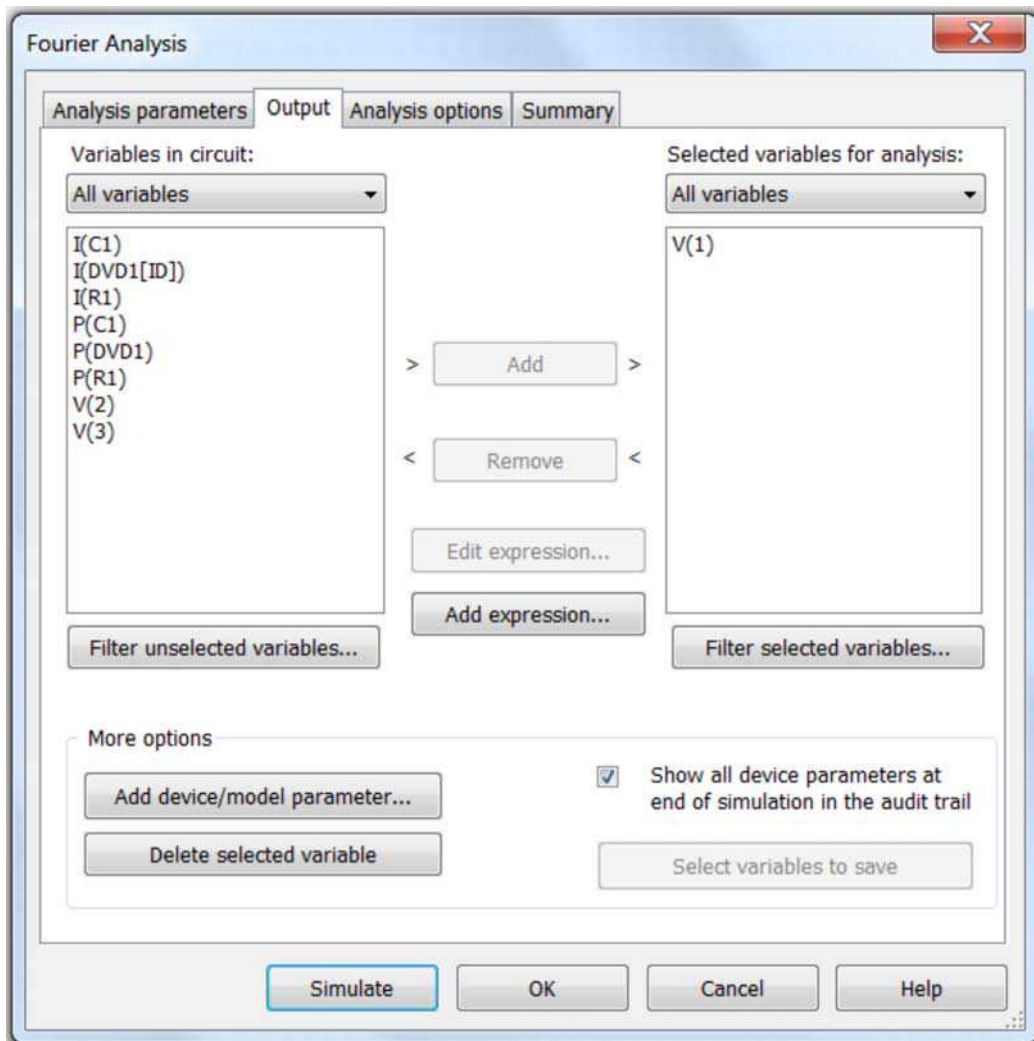 Fourier Analysis
Analysis parameters
Output
Analysis options
Summary
Variables in circuit:
All variables
I(C1)
I(DVD1[ID])
I(R1)
P(C1)
P(DVD1)
P(R1)
V(2)
V(3)
Filter unselected variables...
> Add >
< Remove <
Edit expression...
Add expression...
Selected variables for analysis:
All variables
V(1)
Filter selected variables...
More options
Add device/model parameter...
Delete selected variable
Show all device parameters at
end of simulation in the audit trail
Select variables to save
Simulate
OK
Cancel
Help